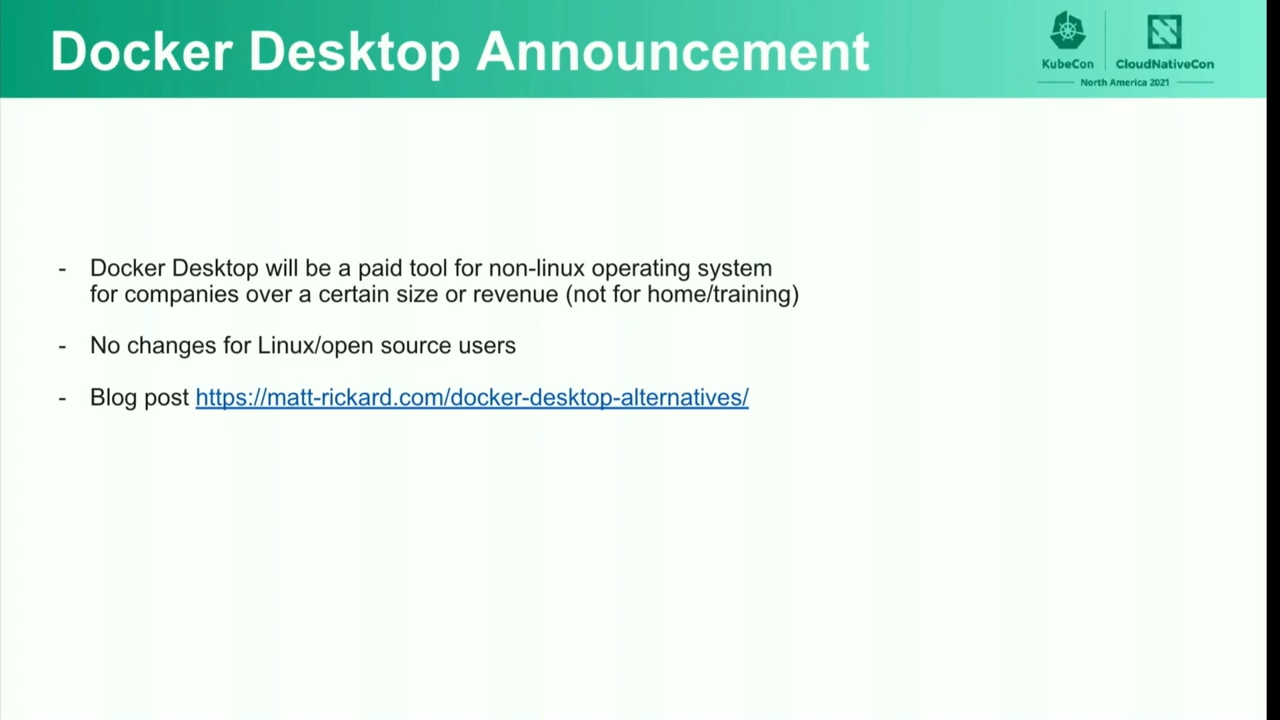 Docker Desktop Announcement
KubeCon
CloudNativeCon
North America 2021
- Docker Desktop will be a paid tool for non-linux operating system
for companies over a certain size or revenue (not for home/training)
- No changes for Linux/open source users
- Blog post https://matt-rickard.com/docker-desktop-alternatives/